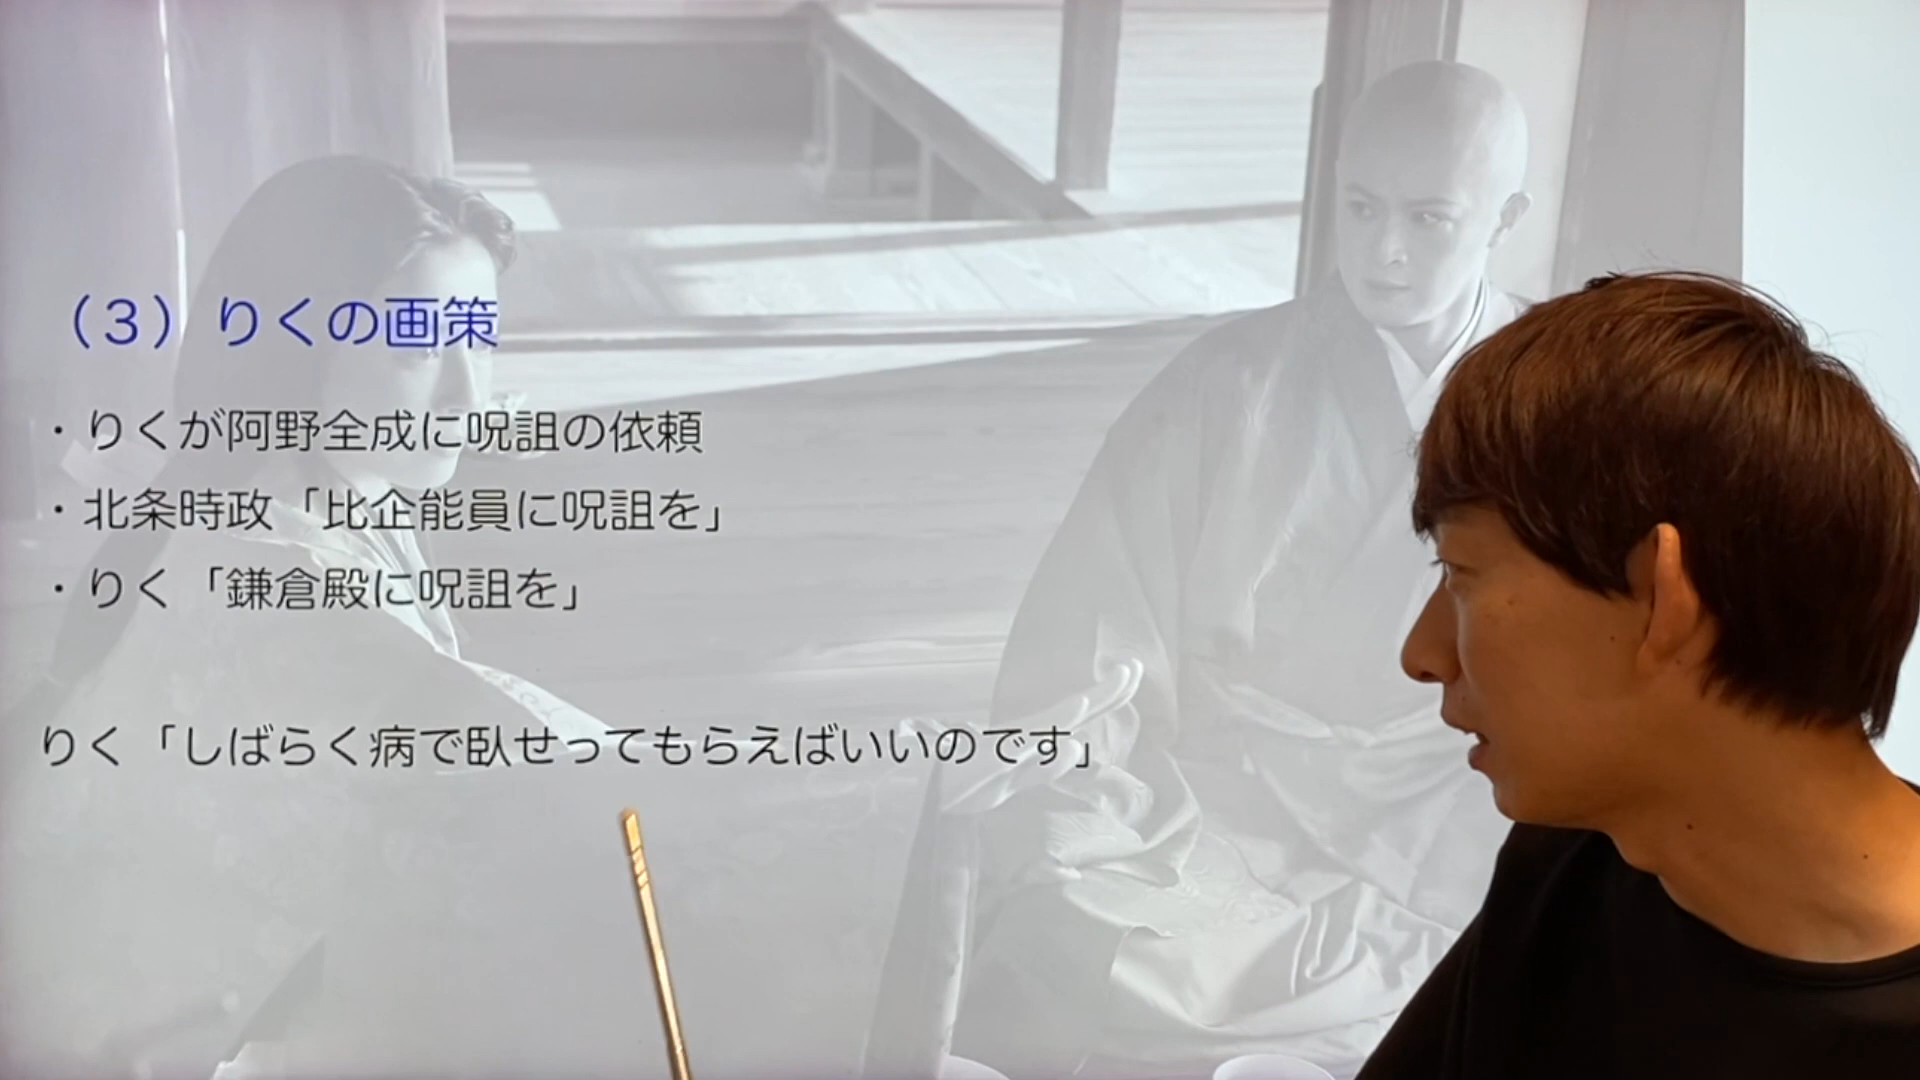 （３）りくの画策
・りくが阿野全成に呪詛の依頼
・北条時政「比企能員に呪詛を」
・りく「鎌倉殿に呪詛を」
りく「しばらく病で臥せってもらえばいいのです」